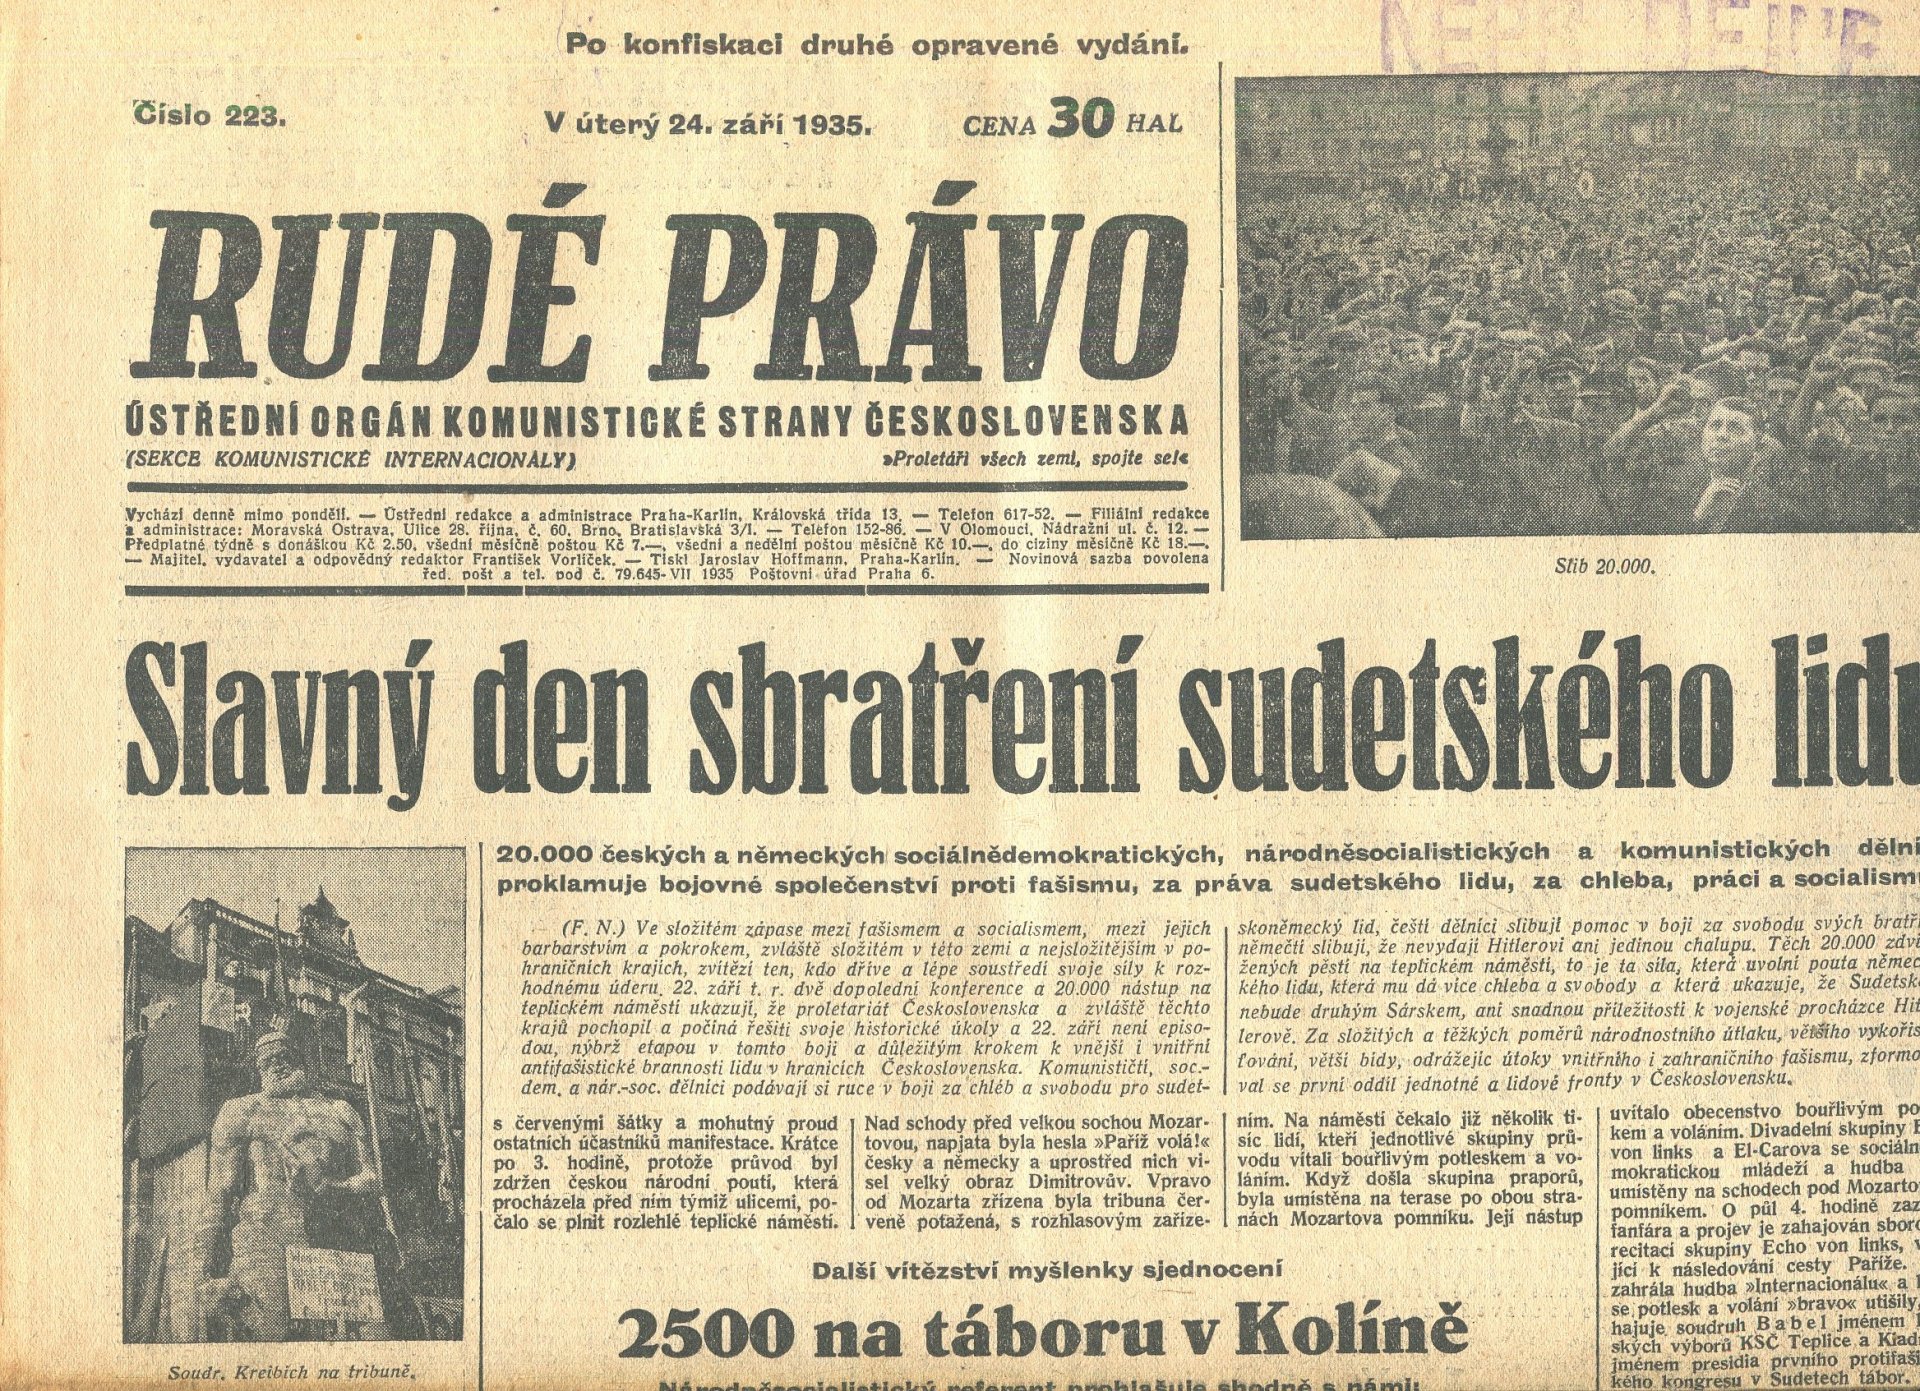 Po konfiskaci druhé opravené vydání.
Číslo 223.
V úterý 24. září 1935.
CENA 30 HAL
RUDÉ PRÁVO
ÚSTŘEDNÍ ORGÁN KOMUNISTICKÉ STRANY ČESKOSLOVENSKA
(SEKCE KOMUNISTICKÉ INTERNACIONÁLY)
»Proletáři všech zemí, spojte se!«
Vychází denně mimo pondělí. — Ústřední redakce a administrace Praha-Karlín, Královská třída 13. — Telefon 617-52. — Filiální redakce
a administrace: Moravská Ostrava, Ulice 28. října, č. 60, Brno, Bratislavská 3/I. — Telefon 152-86. — V Olomouci, Nádražní ul. č. 12. —
Předplatné týdně s donáškou Kč 2.50, všední měsíčně poštou Kč 7.—, všední a nedělní poštou měsíčně Kč 10.—, do ciziny měsíčně Kč 18.—.
— Majitel, vydavatel a odpovědný redaktor František Vorlíček. — Tiskl Jaroslav Hoffmann, Praha-Karlín. — Novinová sazba povolena
řed. pošt a tel. pod č. 79.645-VII 1935 Poštovní úřad Praha 6.
Slib 20.000.
Slavný den sbratření sudetského lidu
20.000 českých a německých sociálnědemokratických, národněsocialistických a komunistických dělní
proklamuje bojovné společenství proti fašismu, za práva sudetského lidu, za chleba, práci a socialismu
(F. N.) Ve složitém zápase mezi fašismem a socialismem, mezi jejich
barbarstvím a pokrokem, zvláště složitém v této zemi a nejsložitějším v po-
hraničních krajích, zvítězí ten, kdo dříve a lépe soustředí svoje síly k roz-
hodnému úderu. 22. září t. r. dvě dopolední konference a 20.000 nástup na
teplickém náměstí ukazují, že proletariát Československa a zvláště těchto
krajů pochopil a počíná řešiti svoje historické úkoly a 22. září není episo-
dou, nýbrž etapou v tomto boji a důležitým krokem k vnější i vnitřní
antifašistické brannosti lidu v hranicích Československa. Komunističtí, soc.-
dem. a nár.-soc. dělníci podávají si ruce v boji za chléb a svobodu pro sudet-
skoněmecký lid, čeští dělníci slibují pomoc v boji za svobodu svých bratří
němečtí slibují, že nevydají Hitlerovi ani jedinou chalupu. Těch 20.000 zdvi
žených pěstí na teplickém náměstí, to je ta síla, která uvolní pouta němec
kého lidu, která mu dá více chleba a svobody a která ukazuje, že Sudetsko
nebude druhým Sárskem, ani snadnou příležitostí k vojenské procházce Hit
lerově. Za složitých a těžkých poměrů národnostního útlaku, většího vykořis
ťování, větší bídy, odrážejíc útoky vnitřního i zahraničního fašismu, zformo
val se první oddíl jednotné a lidové fronty v Československu.
s červenými šátky a mohutný proud
ostatních účastníků manifestace. Krátce
po 3. hodině, protože průvod byl
zdržen českou národní poutí, která
procházela před ním týmiž ulicemi, po-
čalo se plnit rozlehlé teplické náměstí.
Nad schody před velkou sochou Mozar-
tovou, napjata byla hesla »Paříž volá!«
česky a německy a uprostřed nich vi-
sel velký obraz Dimitrovův. Vpravo
od Mozarta zřízena byla tribuna čer-
veně potažená, s rozhlasovým zaříze-
ním. Na náměstí čekalo již několik ti-
síc lidí, kteří jednotlivé skupiny prů-
vodu vítali bouřlivým potleskem a vo-
láním. Když došla skupina praporů,
byla umístěna na terase po obou stra-
nách Mozartova pomníku. Její nástup
uvítalo obecenstvo bouřlivým po
kem a voláním. Divadelní skupiny E
von links a El-Carova se sociáln
mokratickou mládeží a hudba
umístěny na schodech pod Mozarto
pomníkem. O půl 4. hodině zaz
fanfára a projev je zahajován sboro
recitací skupiny Echo von links, v
jící k následování cesty Paříže.
zahrála hudba »Internacionálu« a
se potlesk a volání »bravo« utišily,
hajuje soudruh Babel jménem
ských výborů KSČ Teplice a Klad
jménem presidia prvního protifaši
kého kongresu v Sudetech tábor.
Soudr. Kreibich na tribuně.
Další vítězství myšlenky sjednocení
2500 na táboru v Kolíně
Národněsocialistický referent prohlašuje shodně s námi: